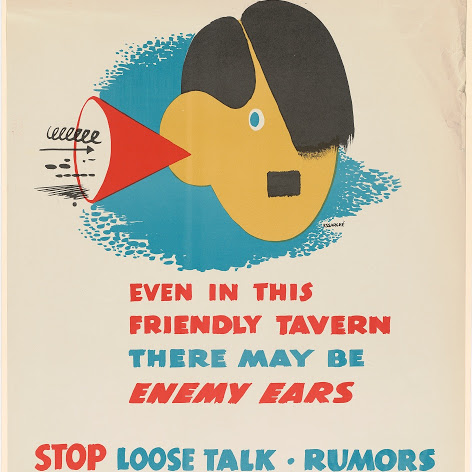 EVEN IN THIS
FRIENDLY TAVERN
THERE MAY BE
ENEMY EARS
STOP LOOSE TALK · RUMORS